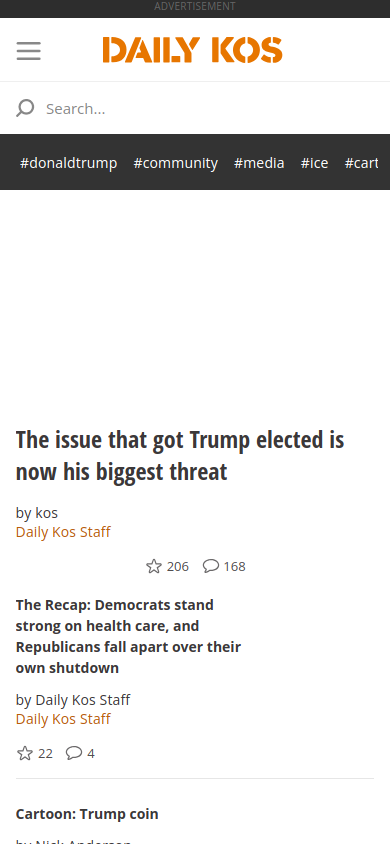 ADVERTISEMENT
DAILY KOS
Search...
#donaldtrump #community #media #ice #cart
The issue that got Trump elected is
now his biggest threat
by kos
Daily Kos Staff
206 168
The Recap: Democrats stand
strong on health care, and
Republicans fall apart over their
own shutdown
by Daily Kos Staff
Daily Kos Staff
22 4
Cartoon: Trump coin
by Nick Anderson